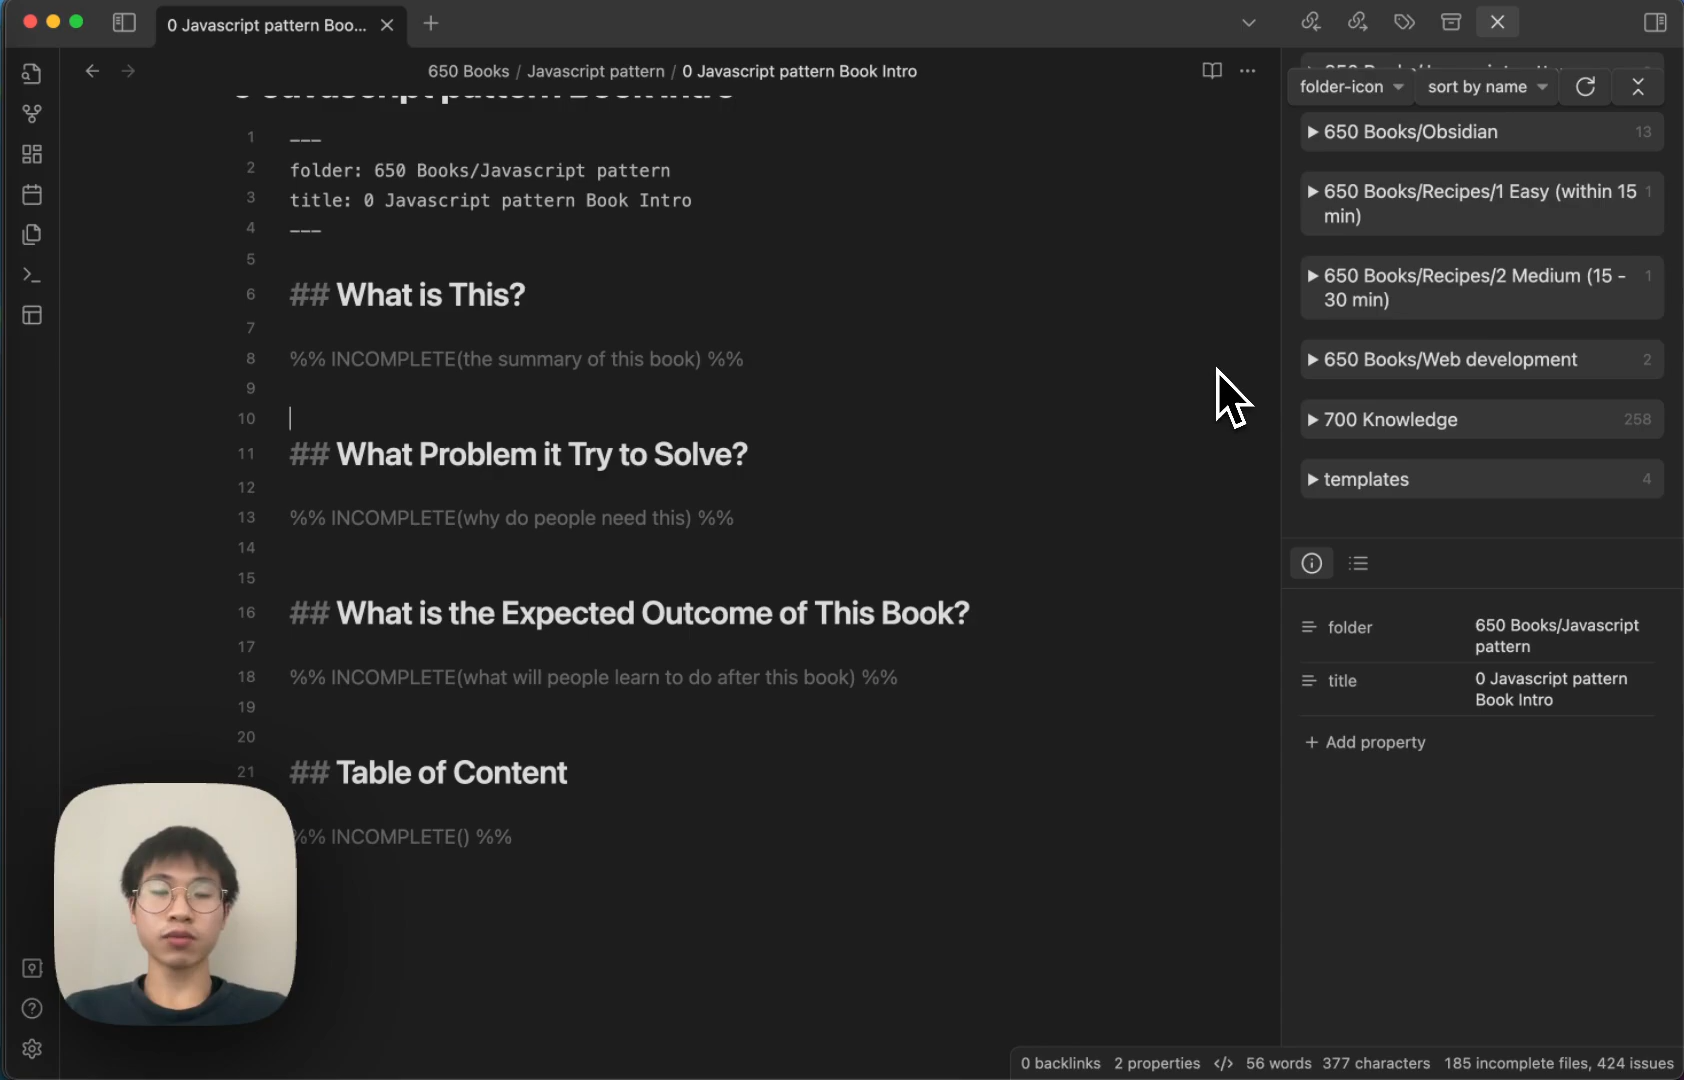 0 Javascript pattern Boo...
650 Books / Javascript pattern / 0 Javascript pattern Book Intro
0 Javascript pattern Book Intro
1 ---
2 folder: 650 Books/Javascript pattern
3 title: 0 Javascript pattern Book Intro
4 ---
5
6 ## What is This?
7
8 %% INCOMPLETE(the summary of this book) %%
9
10
11 ## What Problem it Try to Solve?
12
13 %% INCOMPLETE(why do people need this) %%
14
15
16 ## What is the Expected Outcome of This Book?
17
18 %% INCOMPLETE(what will people learn to do after this book) %%
19
20
21 ## Table of Content
%% INCOMPLETE() %%
folder-icon
sort by name
650 Books/Obsidian 13
650 Books/Recipes/1 Easy (within 15 1
min)
650 Books/Recipes/2 Medium (15 - 1
30 min)
650 Books/Web development 2
700 Knowledge 258
templates 4
folder 650 Books/Javascript
pattern
title 0 Javascript pattern
Book Intro
+ Add property
0 backlinks 2 properties </> 56 words 377 characters 185 incomplete files, 424 issues